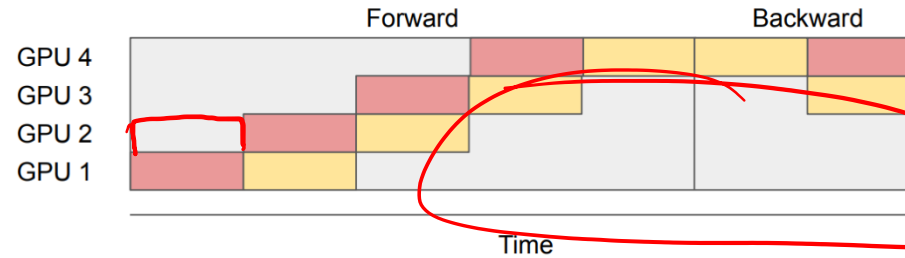 Forward
Backward
GPU 4
GPU 3
GPU 2
GPU 1
Time